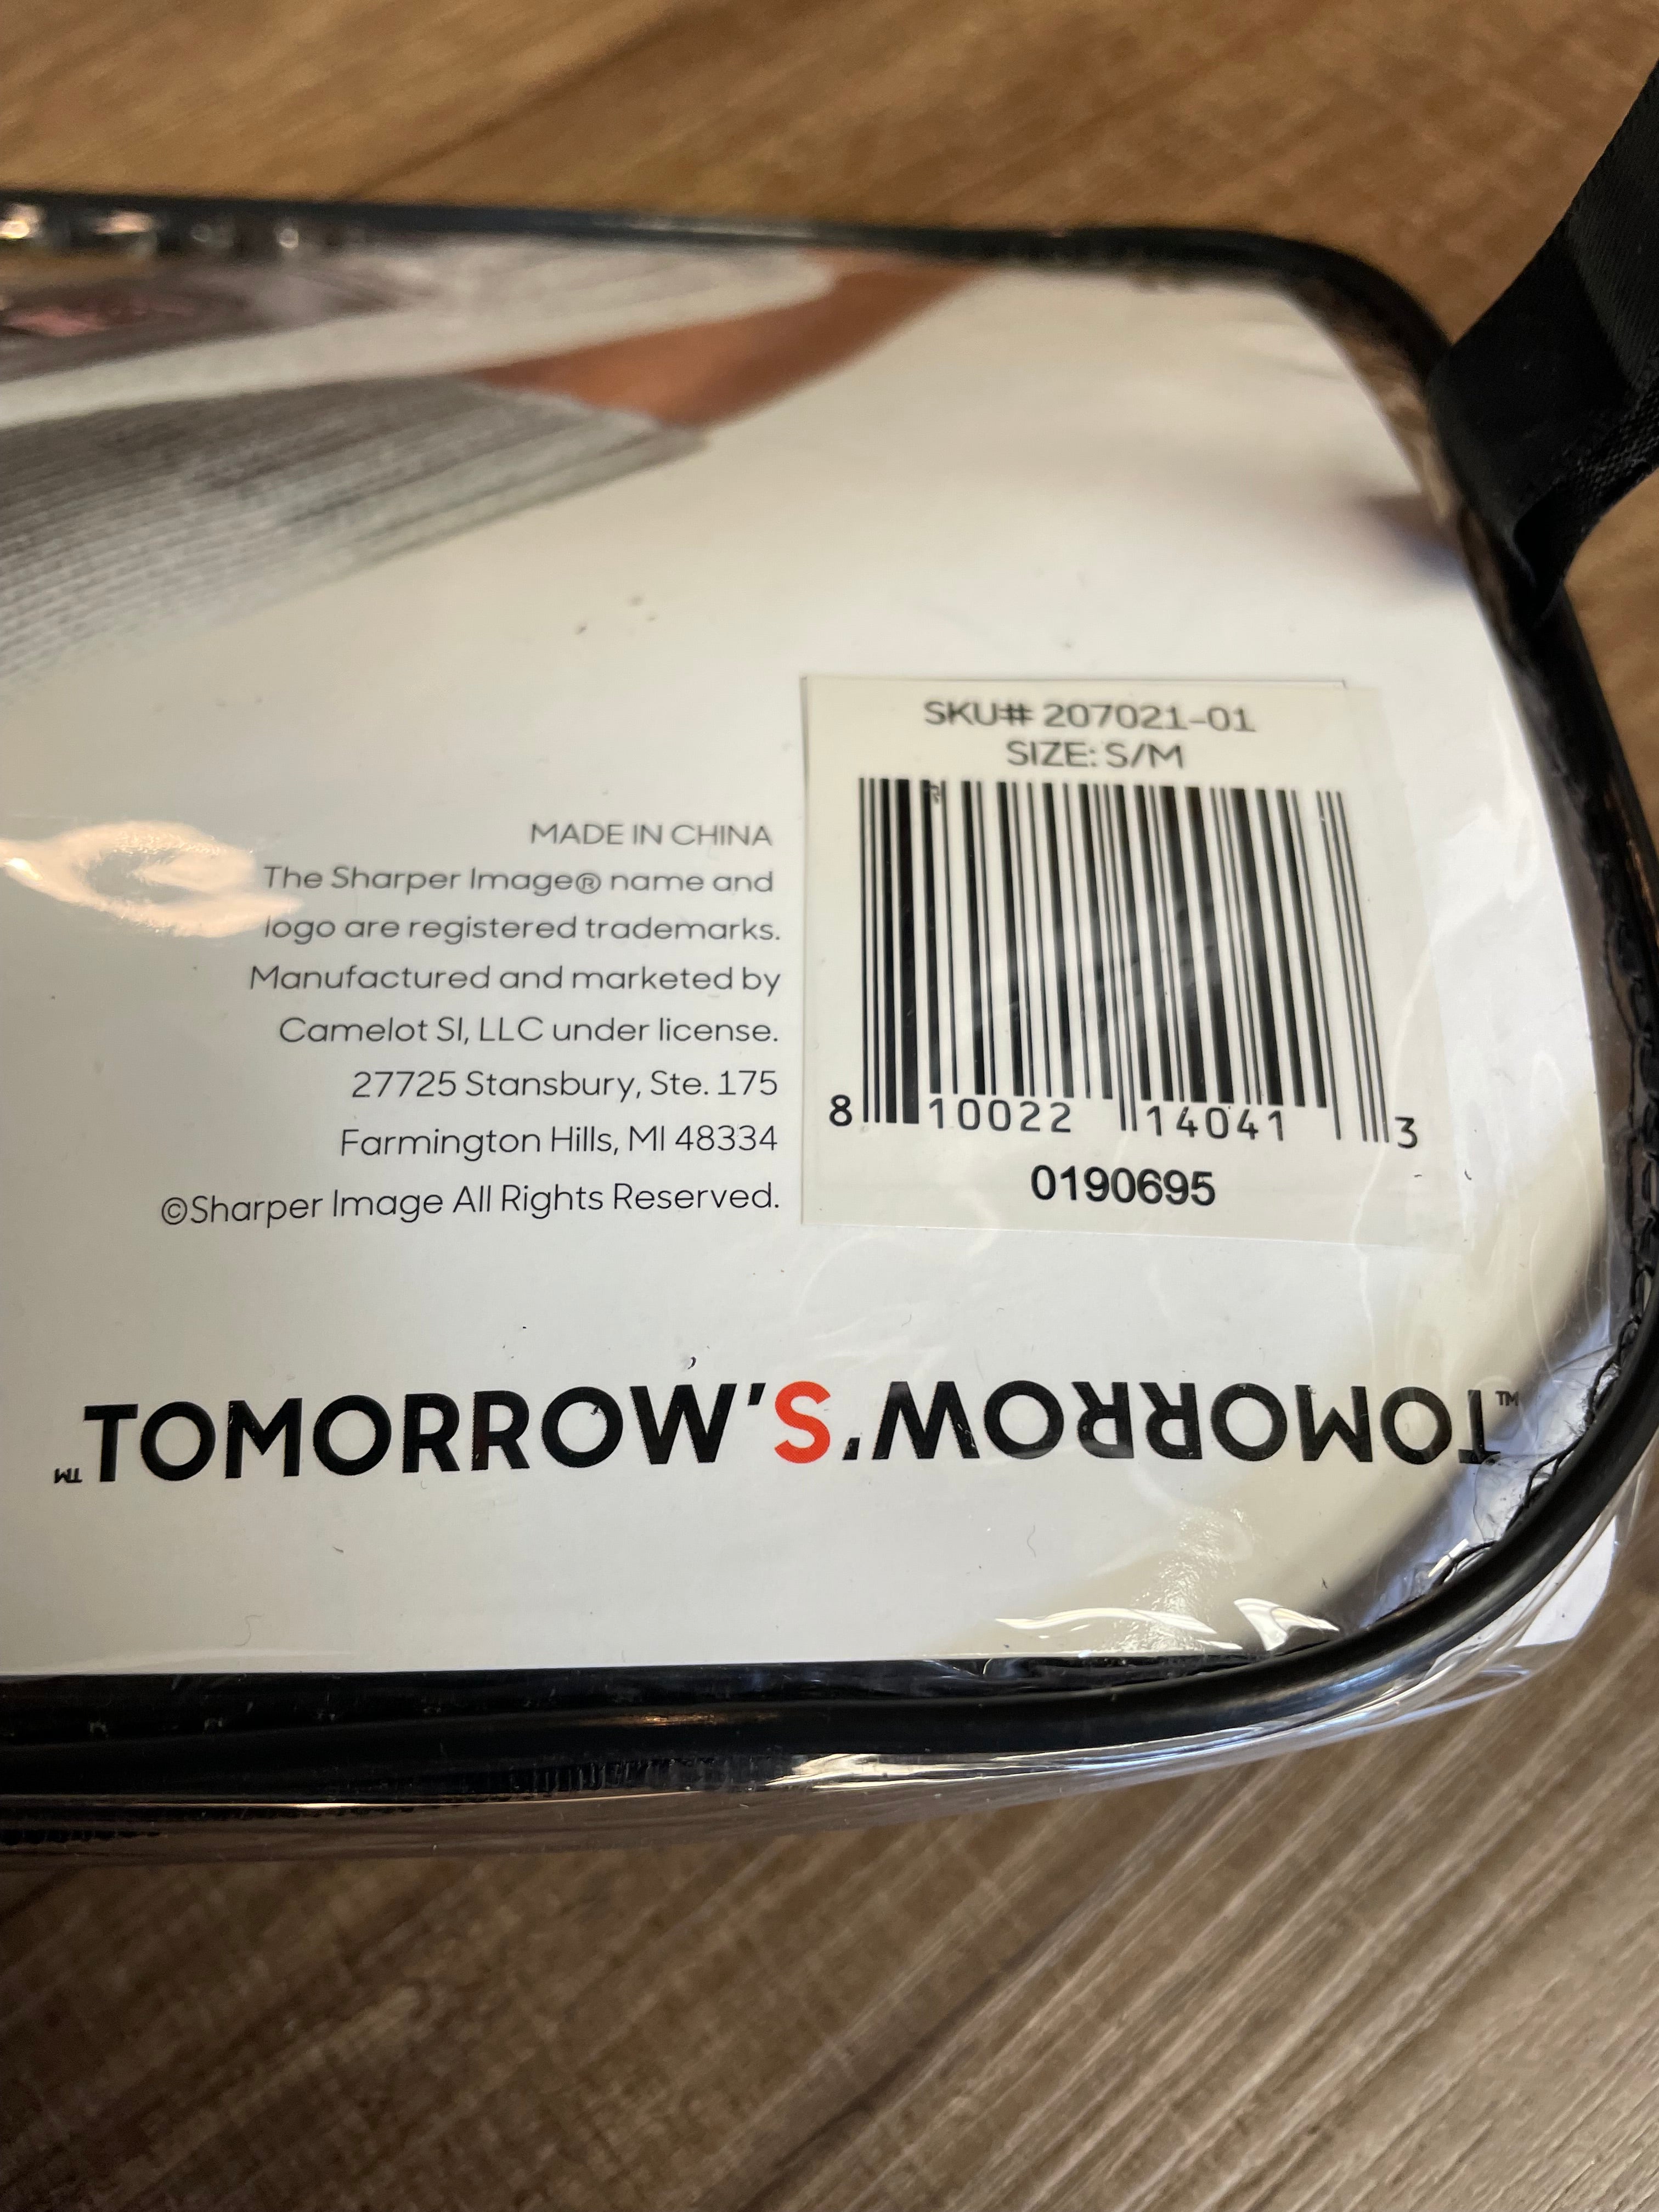 SKU# 207021-01
SIZE: S/M
8 10022 14041 3
0190695
MADE IN CHINA
The Sharper Image® name and
logo are registered trademarks.
Manufactured and marketed by
Camelot SI, LLC under license.
27725 Stansbury, Ste. 175
Farmington Hills, MI 48334
©Sharper Image All Rights Reserved.
™TOMORROW'S.TOMORROW'™